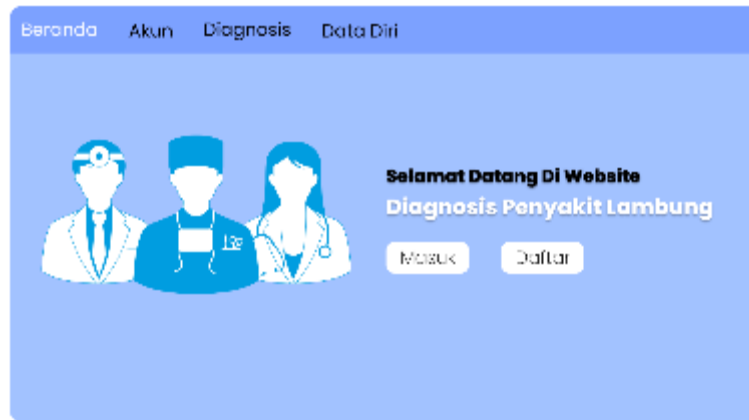 Beranda Akun Diagnosis Data Diri
Selamat Datang Di Website
Diagnosis Penyakit Lambung
Masuk Daftar